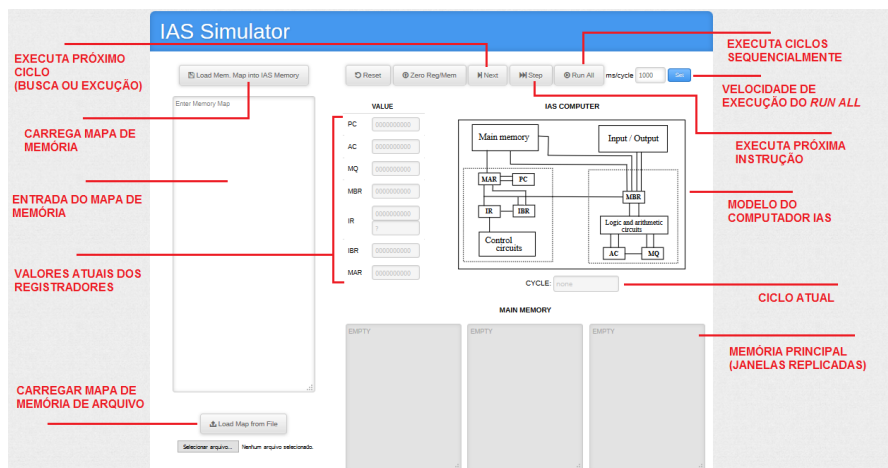 IAS Simulator
EXECUTA PRÓXIMO
CICLO
(BUSCA OU EXCUÇÃO)
CARREGA MAPA DE
MEMÓRIA
ENTRADA DO MAPA DE
MEMÓRIA
VALORES ATUAIS DOS
REGISTRADORES
CARREGAR MAPA DE
MEMÓRIA DE ARQUIVO
Load Mem. Map into IAS Memory
Enter Memory Map
Load Map from File
Selecionar arquivo... Nenhum arquivo selecionado.
Reset Zero Reg/Mem Next Step Run All ms/cycle 1000 Go
VALUE
PC 0000000000
AC 0000000000
MQ 0000000000
MBR 0000000000
IR 0000000000
?
IBR 0000000000
MAR 0000000000
IAS COMPUTER
Main memory
Input / Output
MAR PC
MBR
IR IBR
Logic and arithmetic
circuits
Control
circuits
AC MQ
CYCLE: none
MAIN MEMORY
EMPTY EMPTY EMPTY
EXECUTA CICLOS
SEQUENCIALMENTE
VELOCIDADE DE
EXECUÇÃO DO RUN ALL
EXECUTA PRÓXIMA
INSTRUÇÃO
MODELO DO
COMPUTADOR IAS
CICLO ATUAL
MEMÓRIA PRINCIPAL
(JANELAS REPLICADAS)